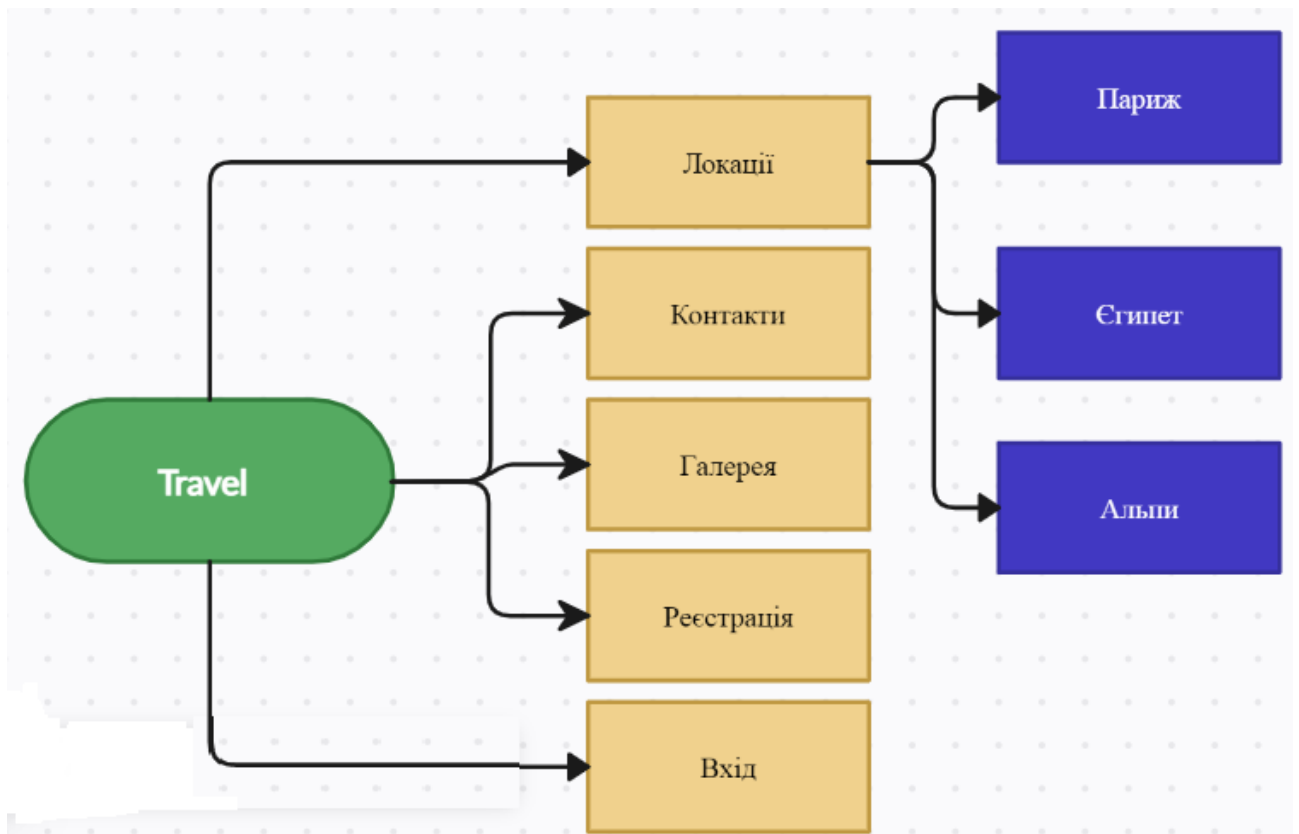 Travel
Локації
Контакти
Галерея
Реєстрація
Вхід
Париж
Єгипет
Альпи